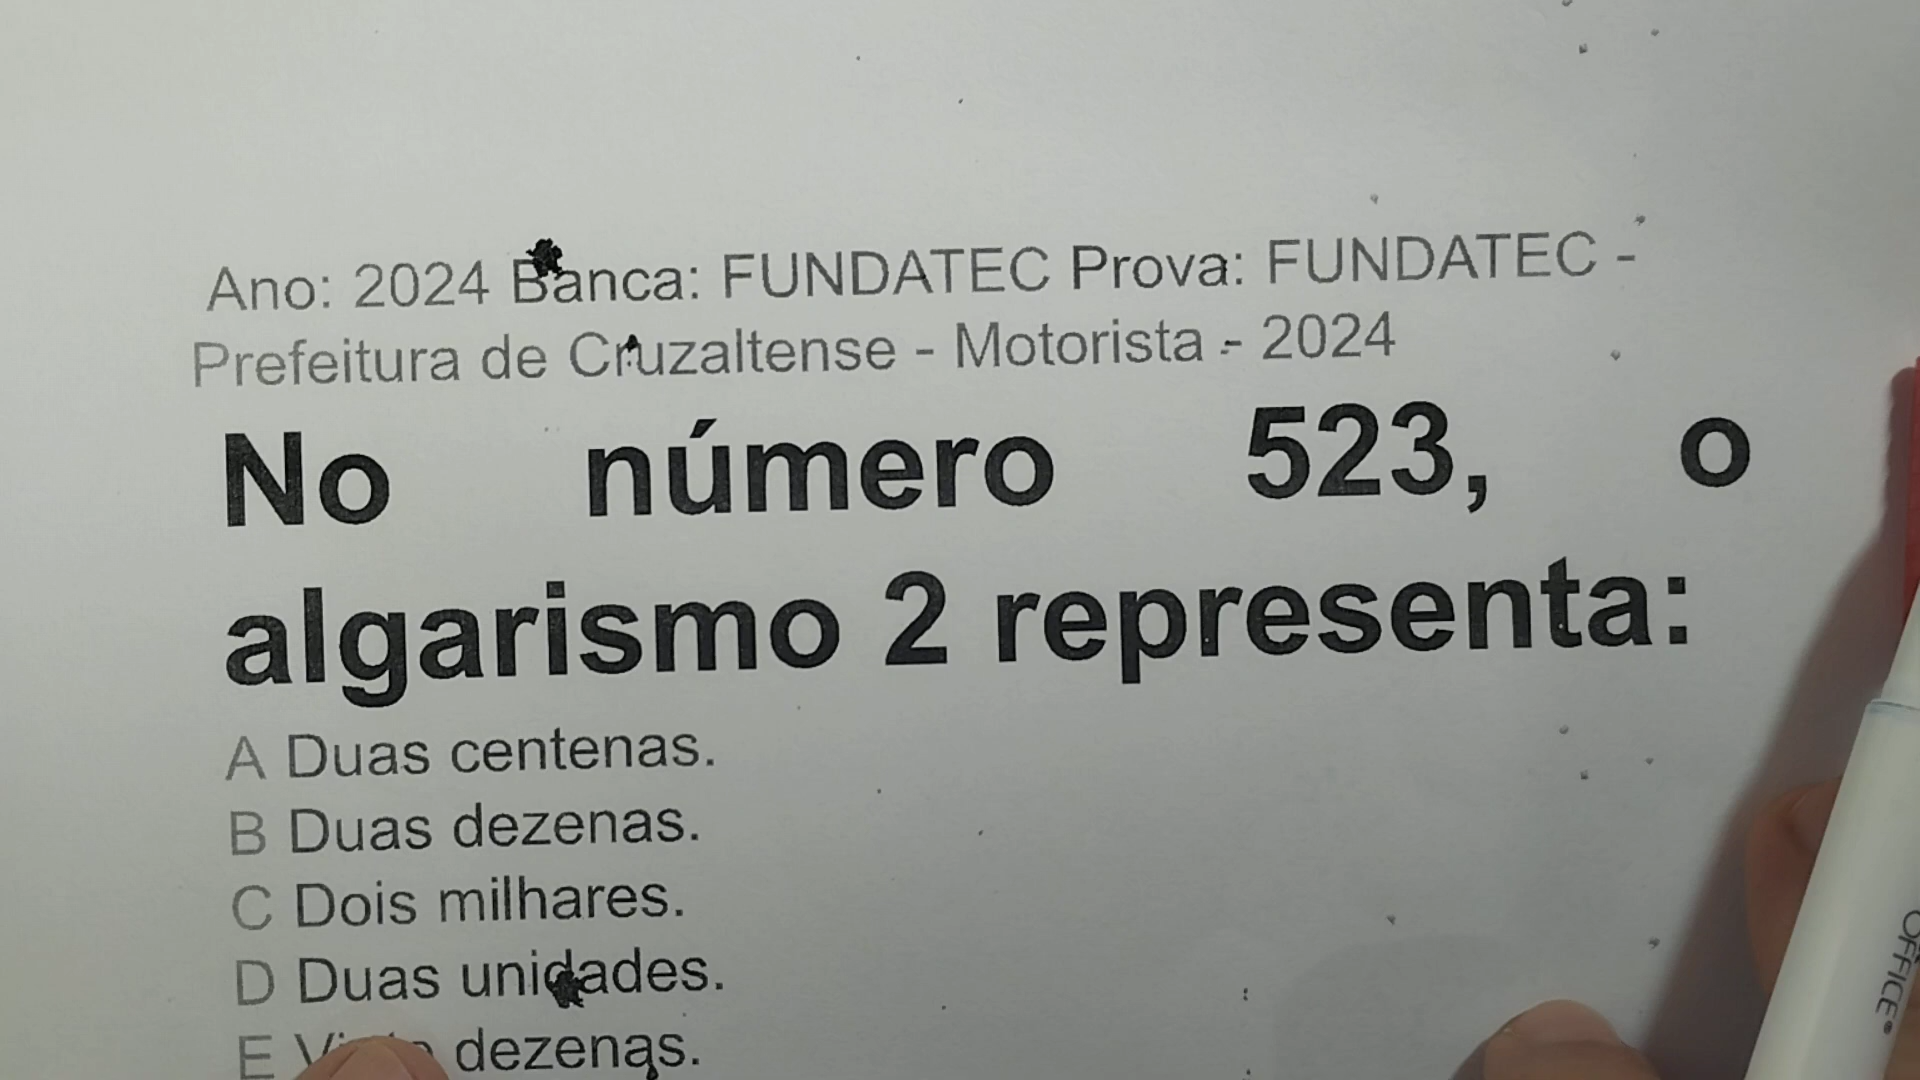 Ano: 2024 Banca: FUNDATEC Prova: FUNDATEC -
Prefeitura de Cruzaltense - Motorista - 2024
No número 523, o
algarismo 2 representa:
A Duas centenas.
B Duas dezenas.
C Dois milhares.
D Duas unidades.
E dezenas.
OFFICE